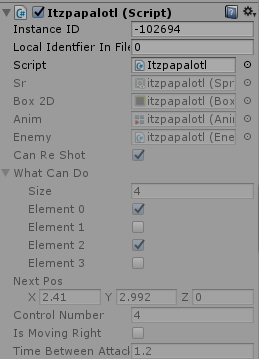 Itzpapalotl (Script)
Instance ID -102694
Local Identfier In File 0
Script Itzpapalotl
Sr itzpapalotl (Spr
Box 2D itzpapalotl (Box
Anim itzpapalotl (Ani
Enemy itzpapalotl (Ene
Can Re Shot
What Can Do
Size 4
Element 0
Element 1
Element 2
Element 3
Next Pos
X 2.41 Y 2.992 Z 0
Control Number 4
Is Moving Right
Time Between Attack 1.2